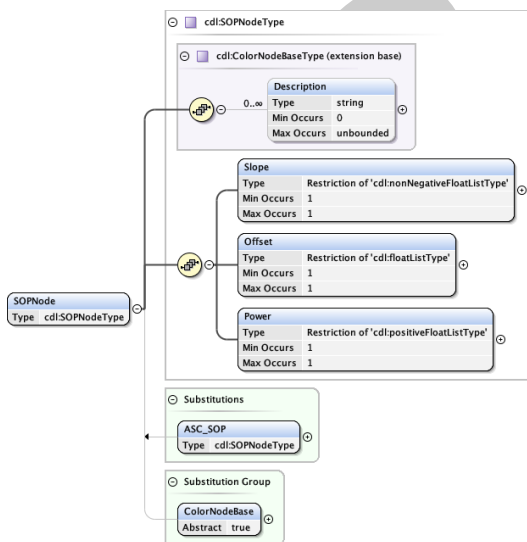 cdl:SOPNodeType
cdl:ColorNodeBaseType (extension base)
Description
0..∞
Type string
Min Occurs 0
Max Occurs unbounded
Slope
Type Restriction of 'cdl:nonNegativeFloatListType'
Min Occurs 1
Max Occurs 1
Offset
Type Restriction of 'cdl:floatListType'
Min Occurs 1
Max Occurs 1
SOPNode
Type cdl:SOPNodeType
Power
Type Restriction of 'cdl:positiveFloatListType'
Min Occurs 1
Max Occurs 1
Substitutions
ASC_SOP
Type cdl:SOPNodeType
Substitution Group
ColorNodeBase
Abstract true